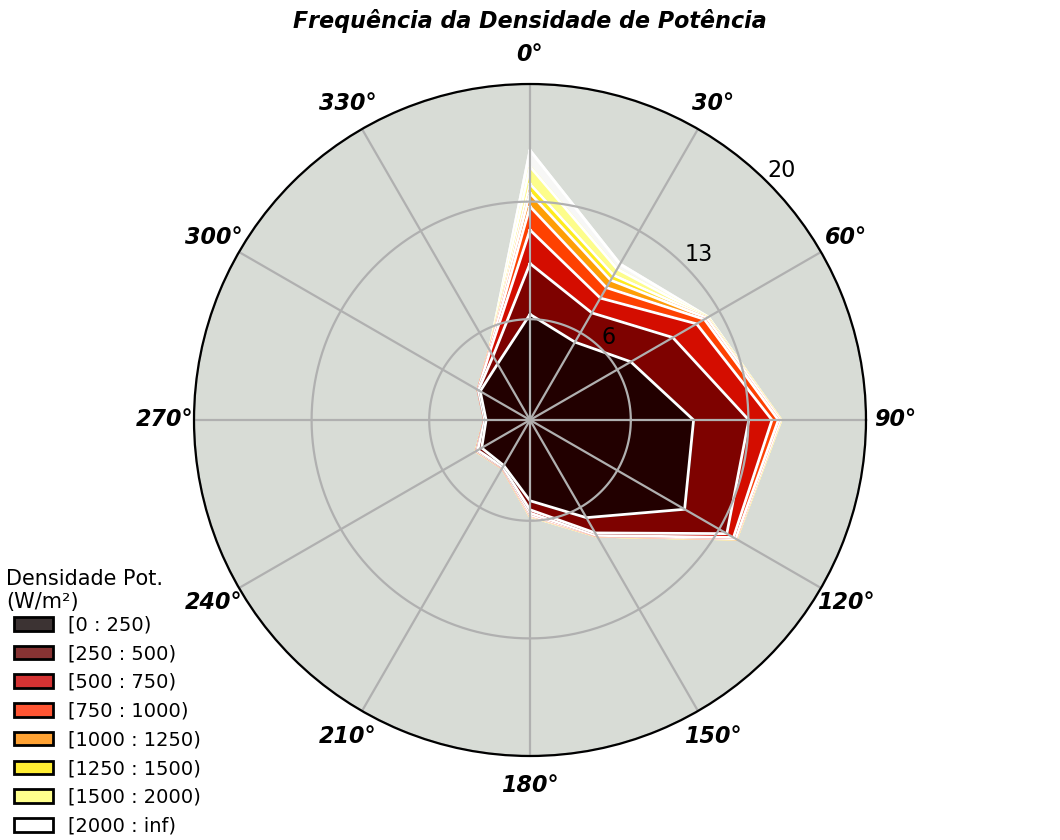 Frequência da Densidade de Potência
0°
330°
30°
20
300°
60°
13
6
270°
90°
240°
120°
210°
150°
180°
Densidade Pot.
(W/m²)
[0 : 250)
[250 : 500)
[500 : 750)
[750 : 1000)
[1000 : 1250)
[1250 : 1500)
[1500 : 2000)
[2000 : inf)